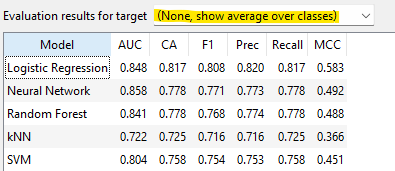 Evaluation results for target (None, show average over classes)
Model AUC CA F1 Prec Recall MCC
Logistic Regression 0.848 0.817 0.808 0.820 0.817 0.583
Neural Network 0.858 0.778 0.771 0.773 0.778 0.492
Random Forest 0.841 0.778 0.768 0.774 0.778 0.488
kNN 0.722 0.725 0.716 0.716 0.725 0.366
SVM 0.804 0.758 0.754 0.753 0.758 0.451